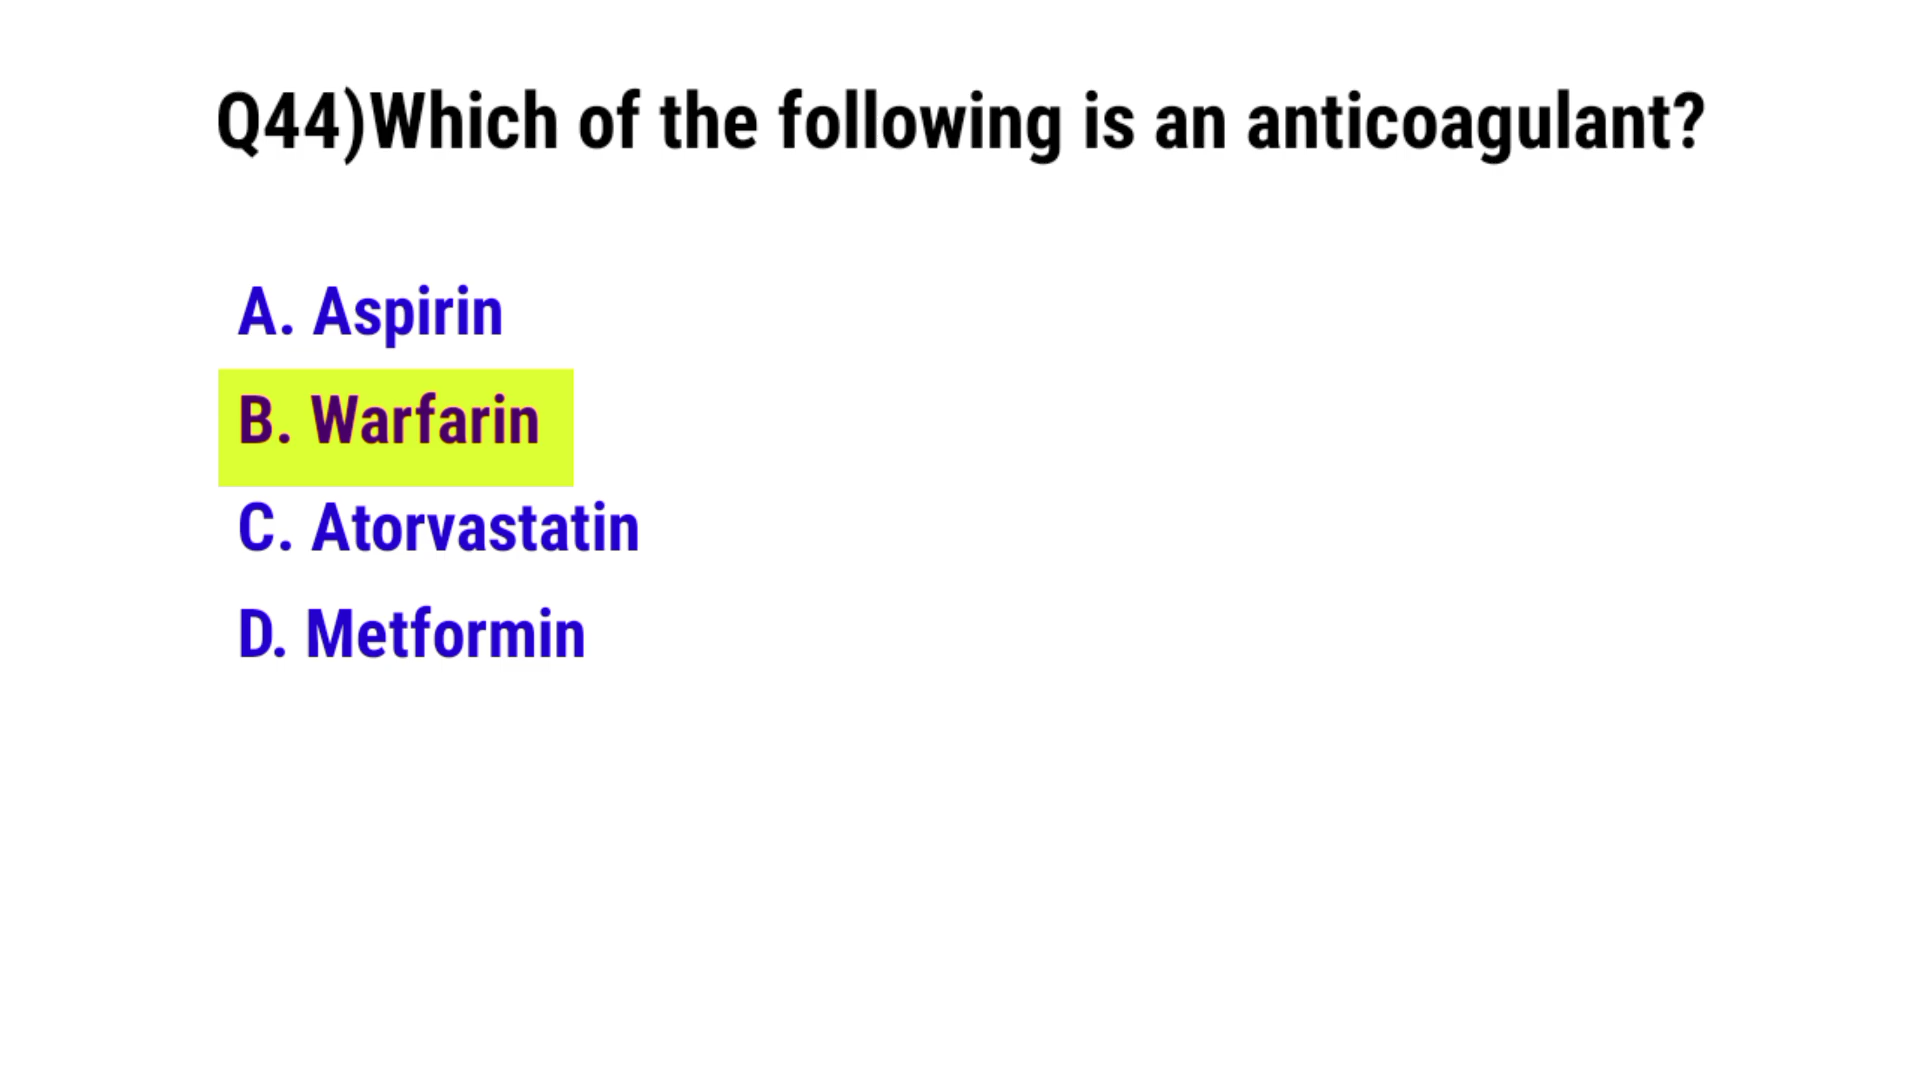 Q44)Which of the following is an anticoagulant?
A. Aspirin
B. Warfarin
C. Atorvastatin
D. Metformin